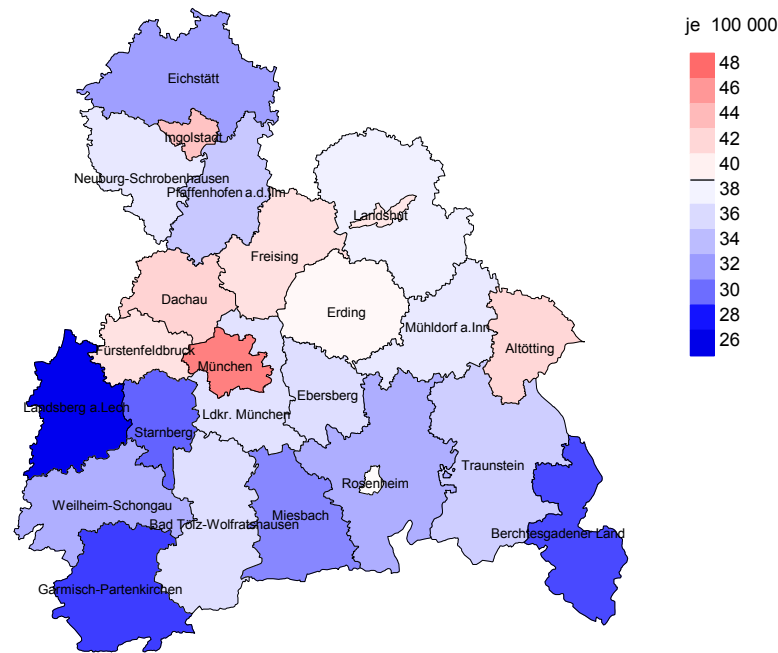 je 100 000
48
46
44
42
40
38
36
34
32
30
28
26
Eichstätt
Ingolstadt
Neuburg-Schrobenhausen
Pfaffenhofen a.d.Ilm
Landshut
Freising
Dachau
Erding
Mühldorf a.Inn
Altötting
Fürstenfeldbruck
München
Ebersberg
Landsberg a.Lech
Ldkr. München
Starnberg
Traunstein
Rosenheim
Weilheim-Schongau
Miesbach
Bad Tölz-Wolfratshausen
Berchtesgadener Land
Garmisch-Partenkirchen